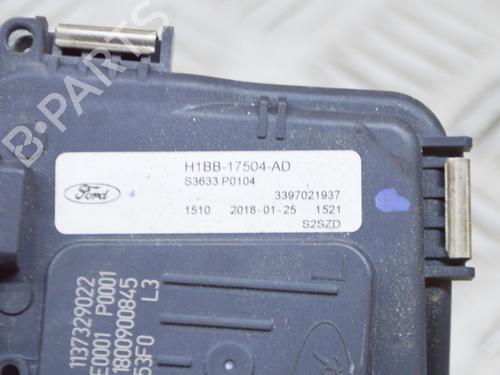 B-PARTS
H1BB-17504-AD
S3633 P0104
Ford
3397021937
1510 2018-01-25 1521
S2SZD
1137329022
E0001 P0001
1800900845
53F0 L3